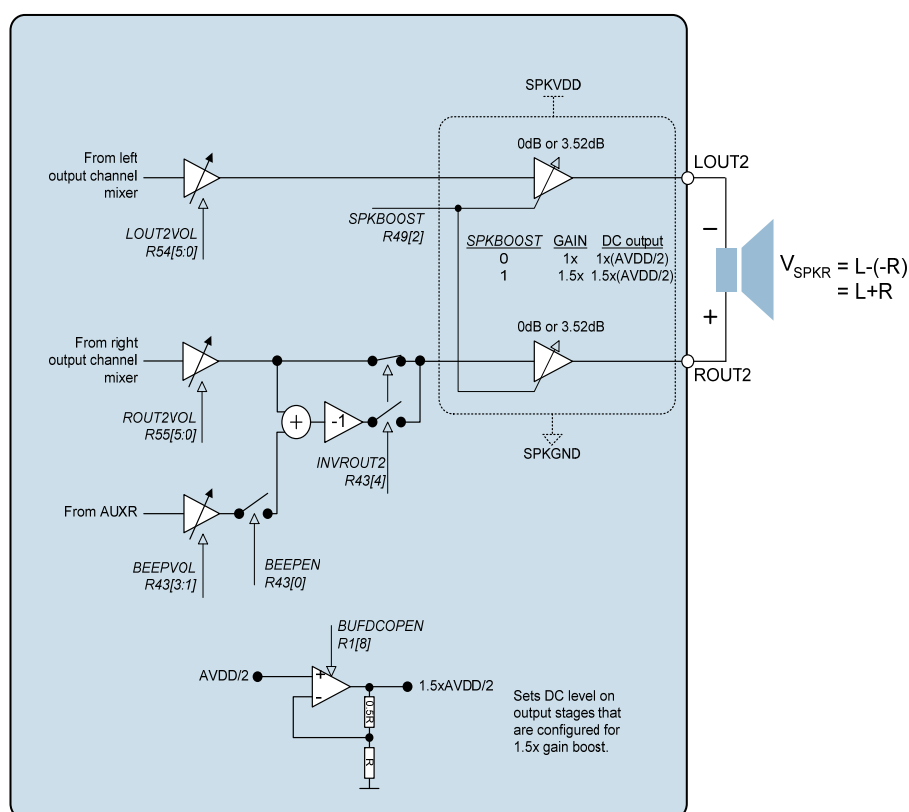 SPKVDD
0dB or 3.52dB
From left
output channel
mixer
LOUT2
LOUT2VOL
R54[5:0]
SPKBOOST
R49[2]
SPKBOOST GAIN DC output
0 1x 1x(AVDD/2)
1 1.5x 1.5x(AVDD/2)
−
VSPKR = L-(-R)
= L+R
+
0dB or 3.52dB
From right
output channel
mixer
ROUT2
ROUT2VOL
R55[5:0]
+
-1
SPKGND
INVROUT2
R43[4]
From AUXR
BEEPVOL
R43[3:1]
BEEPEN
R43[0]
BUFDCOPEN
R1[8]
AVDD/2
+
-
1.5xAVDD/2
0.5R
R
Sets DC level on
output stages that
are configured for
1.5x gain boost.